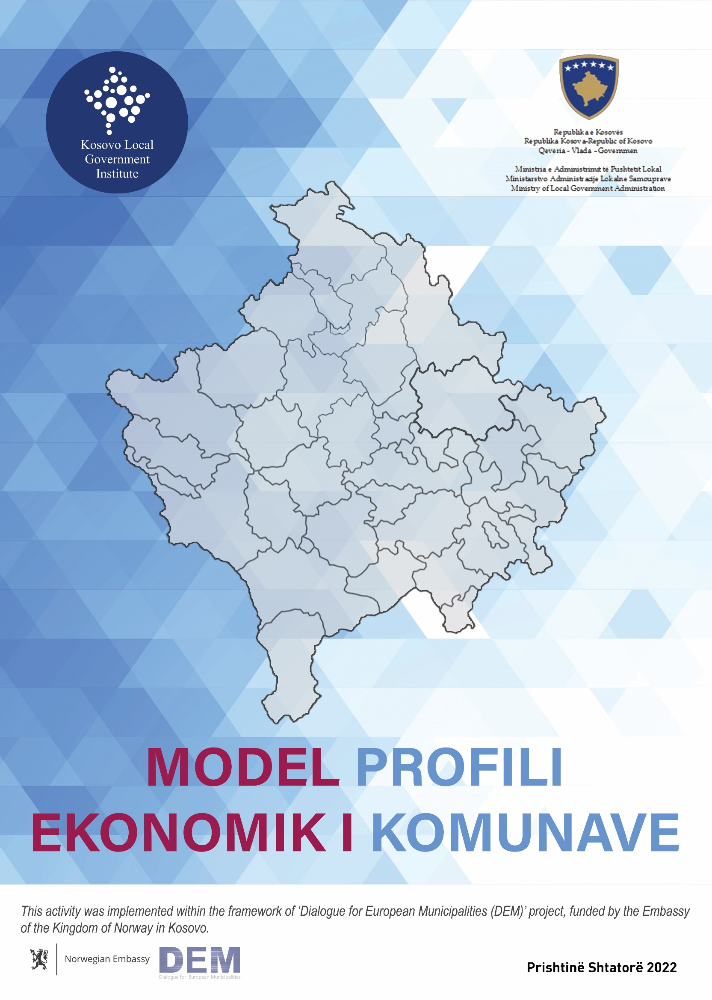 Kosovo Local
Government
Institute
Republika e Kosovës
Republika Kosova-Republic of Kosovo
Qeveria - Vlada - Governmen
Ministria e Administrimit të Pushtetit Lokal
Ministarstvo Administracije Lokalne Samouprave
Ministry of Local Government Administration
MODEL PROFILI
EKONOMIK I KOMUNAVE
This activity was implemented within the framework of ‘Dialogue for European Municipalities (DEM)’ project, funded by the Embassy
of the Kingdom of Norway in Kosovo.
Norwegian Embassy
DEM
Dialogue for European Municipalities
Prishtinë Shtatorë 2022